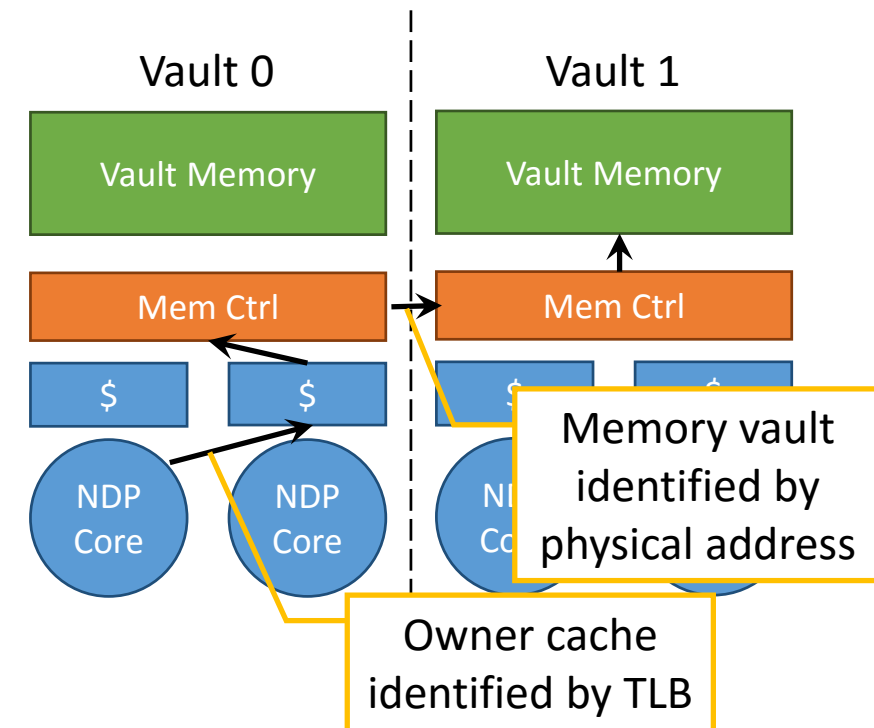 Vault 0
Vault 1
Vault Memory
Vault Memory
Mem Ctrl
Mem Ctrl
$
$
$
NDP
Core
NDP
Core
Memory vault
identified by
physical address
Owner cache
identified by TLB